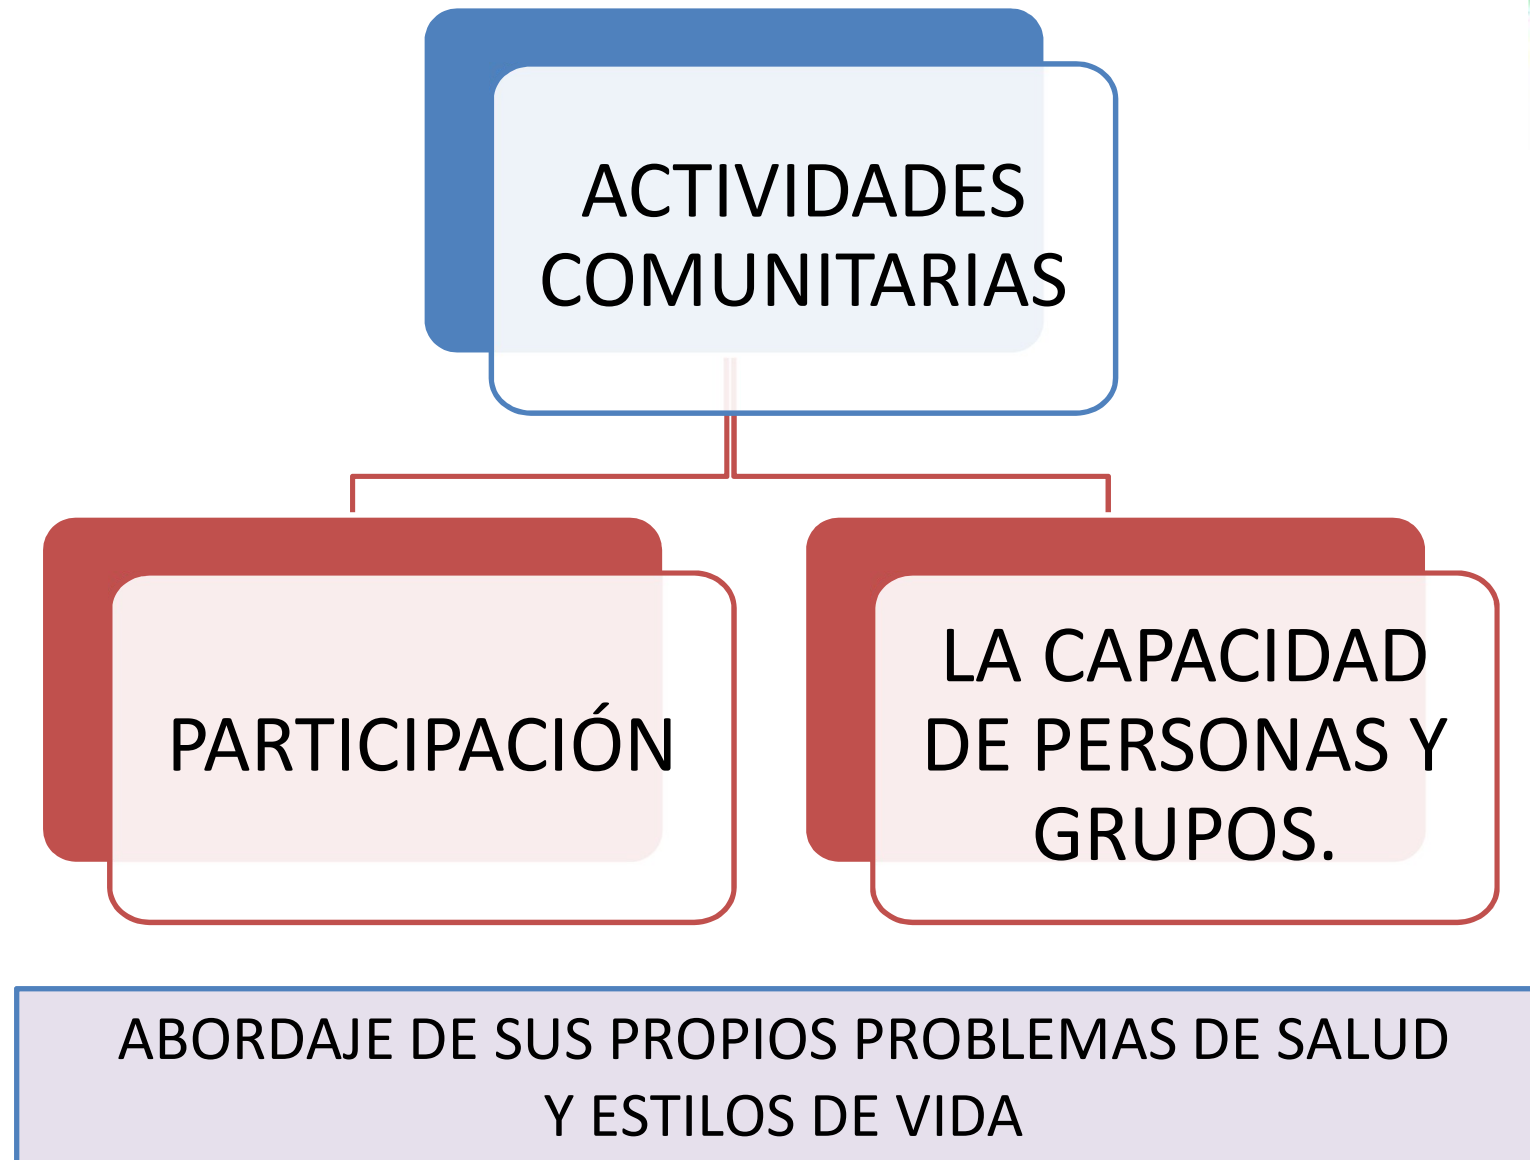 ACTIVIDADES
COMUNITARIAS
PARTICIPACIÓN
LA CAPACIDAD
DE PERSONAS Y
GRUPOS.
ABORDAJE DE SUS PROPIOS PROBLEMAS DE SALUD
Y ESTILOS DE VIDA